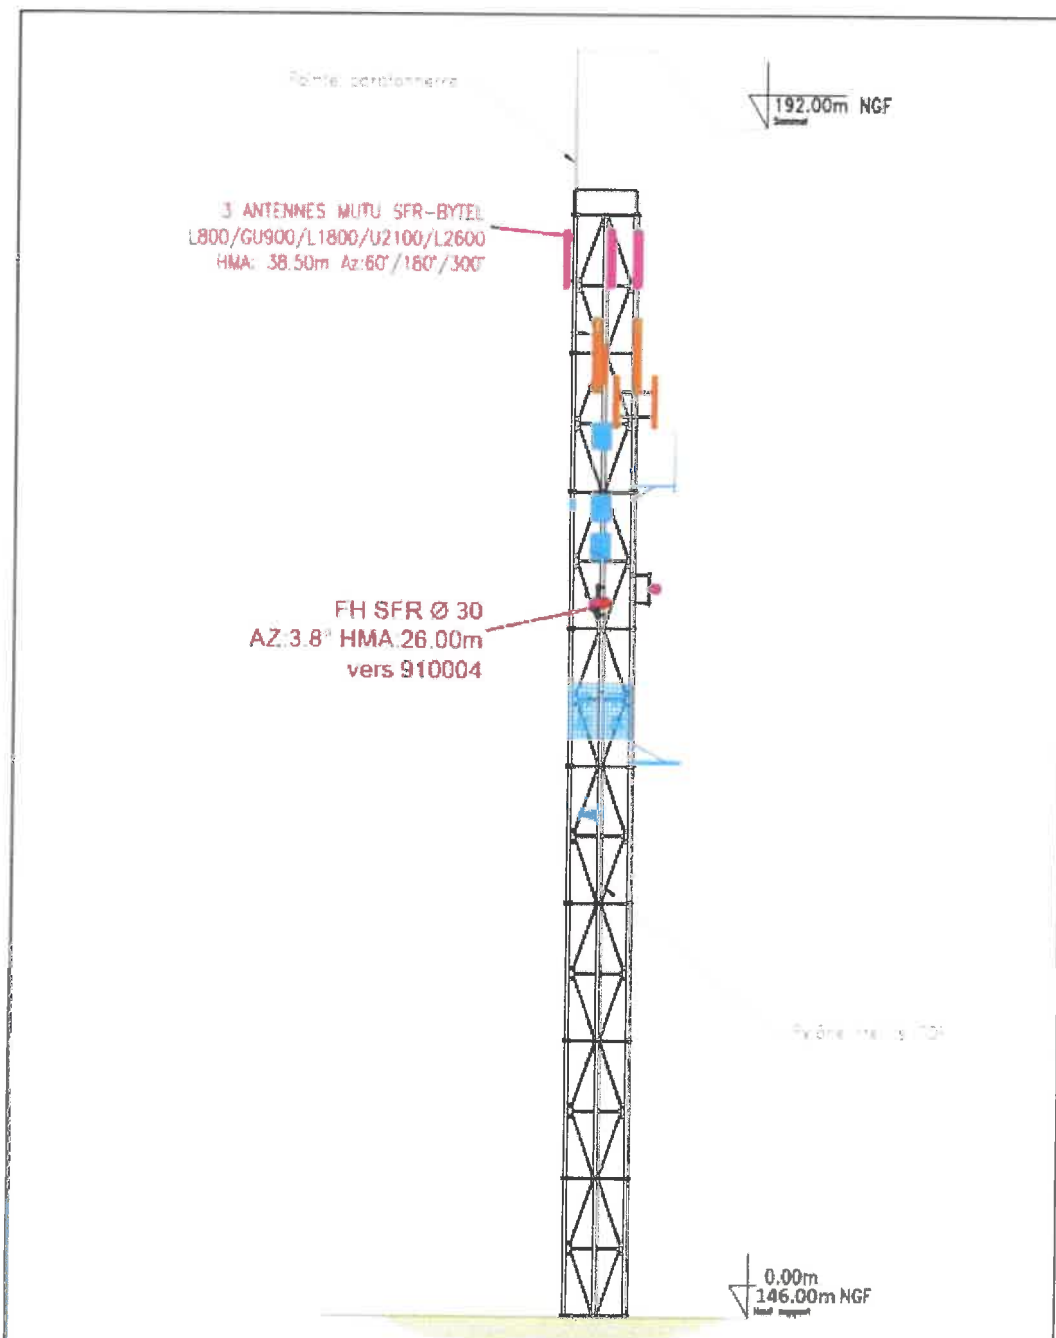 Pointe paratonnerre
192.00m NGF
Sommet
3 ANTENNES MUTU SFR-BYTEL
L800/GU900/L1800/U2100/L2600
HMA: 38.50m Az:60°/180°/300°
FH SFR Ø 30
AZ:3.8° HMA:26.00m
vers 910004
Pylône
0.00m
146.00m NGF